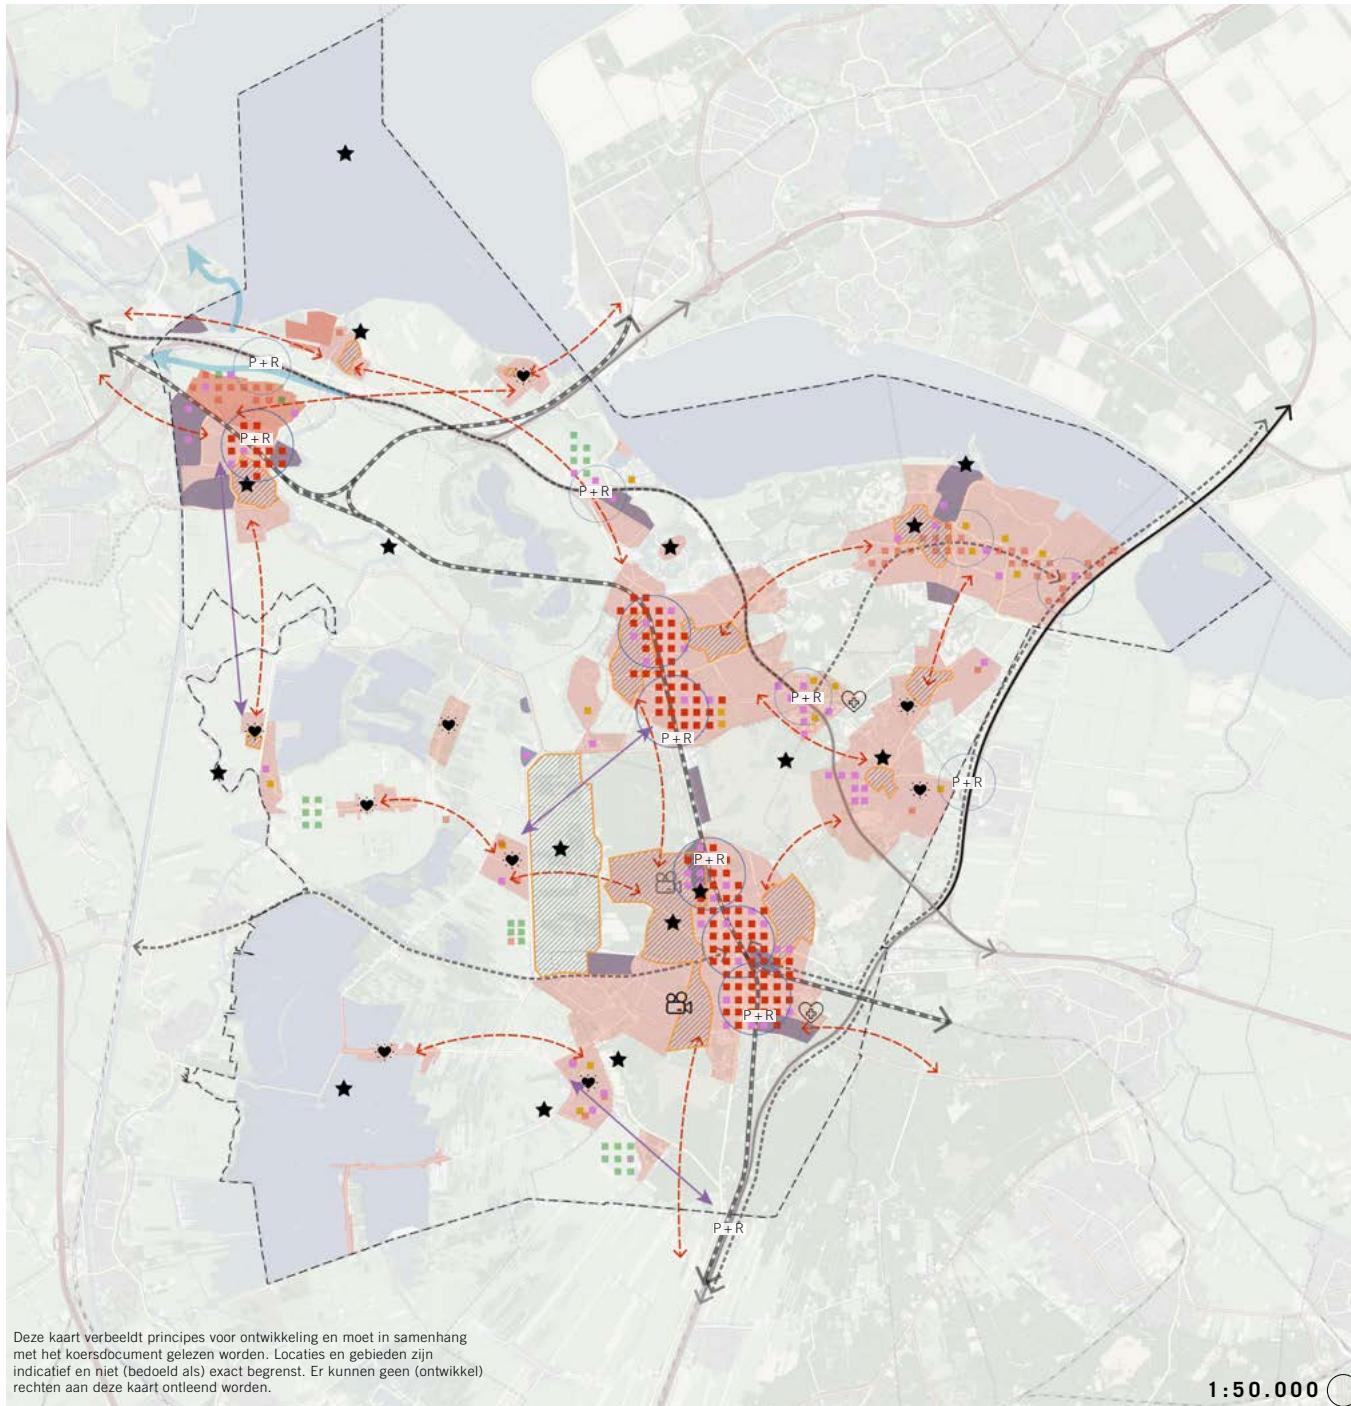 P+R
P+R
P+R
P+R
P+R
P+R
P+R
P+R
P+R
Deze kaart verbeeldt principes voor ontwikkeling en moet in samenhang
met het koersdocument gelezen worden. Locaties en gebieden zijn
indicatief en niet (bedoeld als) exact begrenst. Er kunnen geen (ontwikkel)
rechten aan deze kaart ontleend worden.
1:50.000